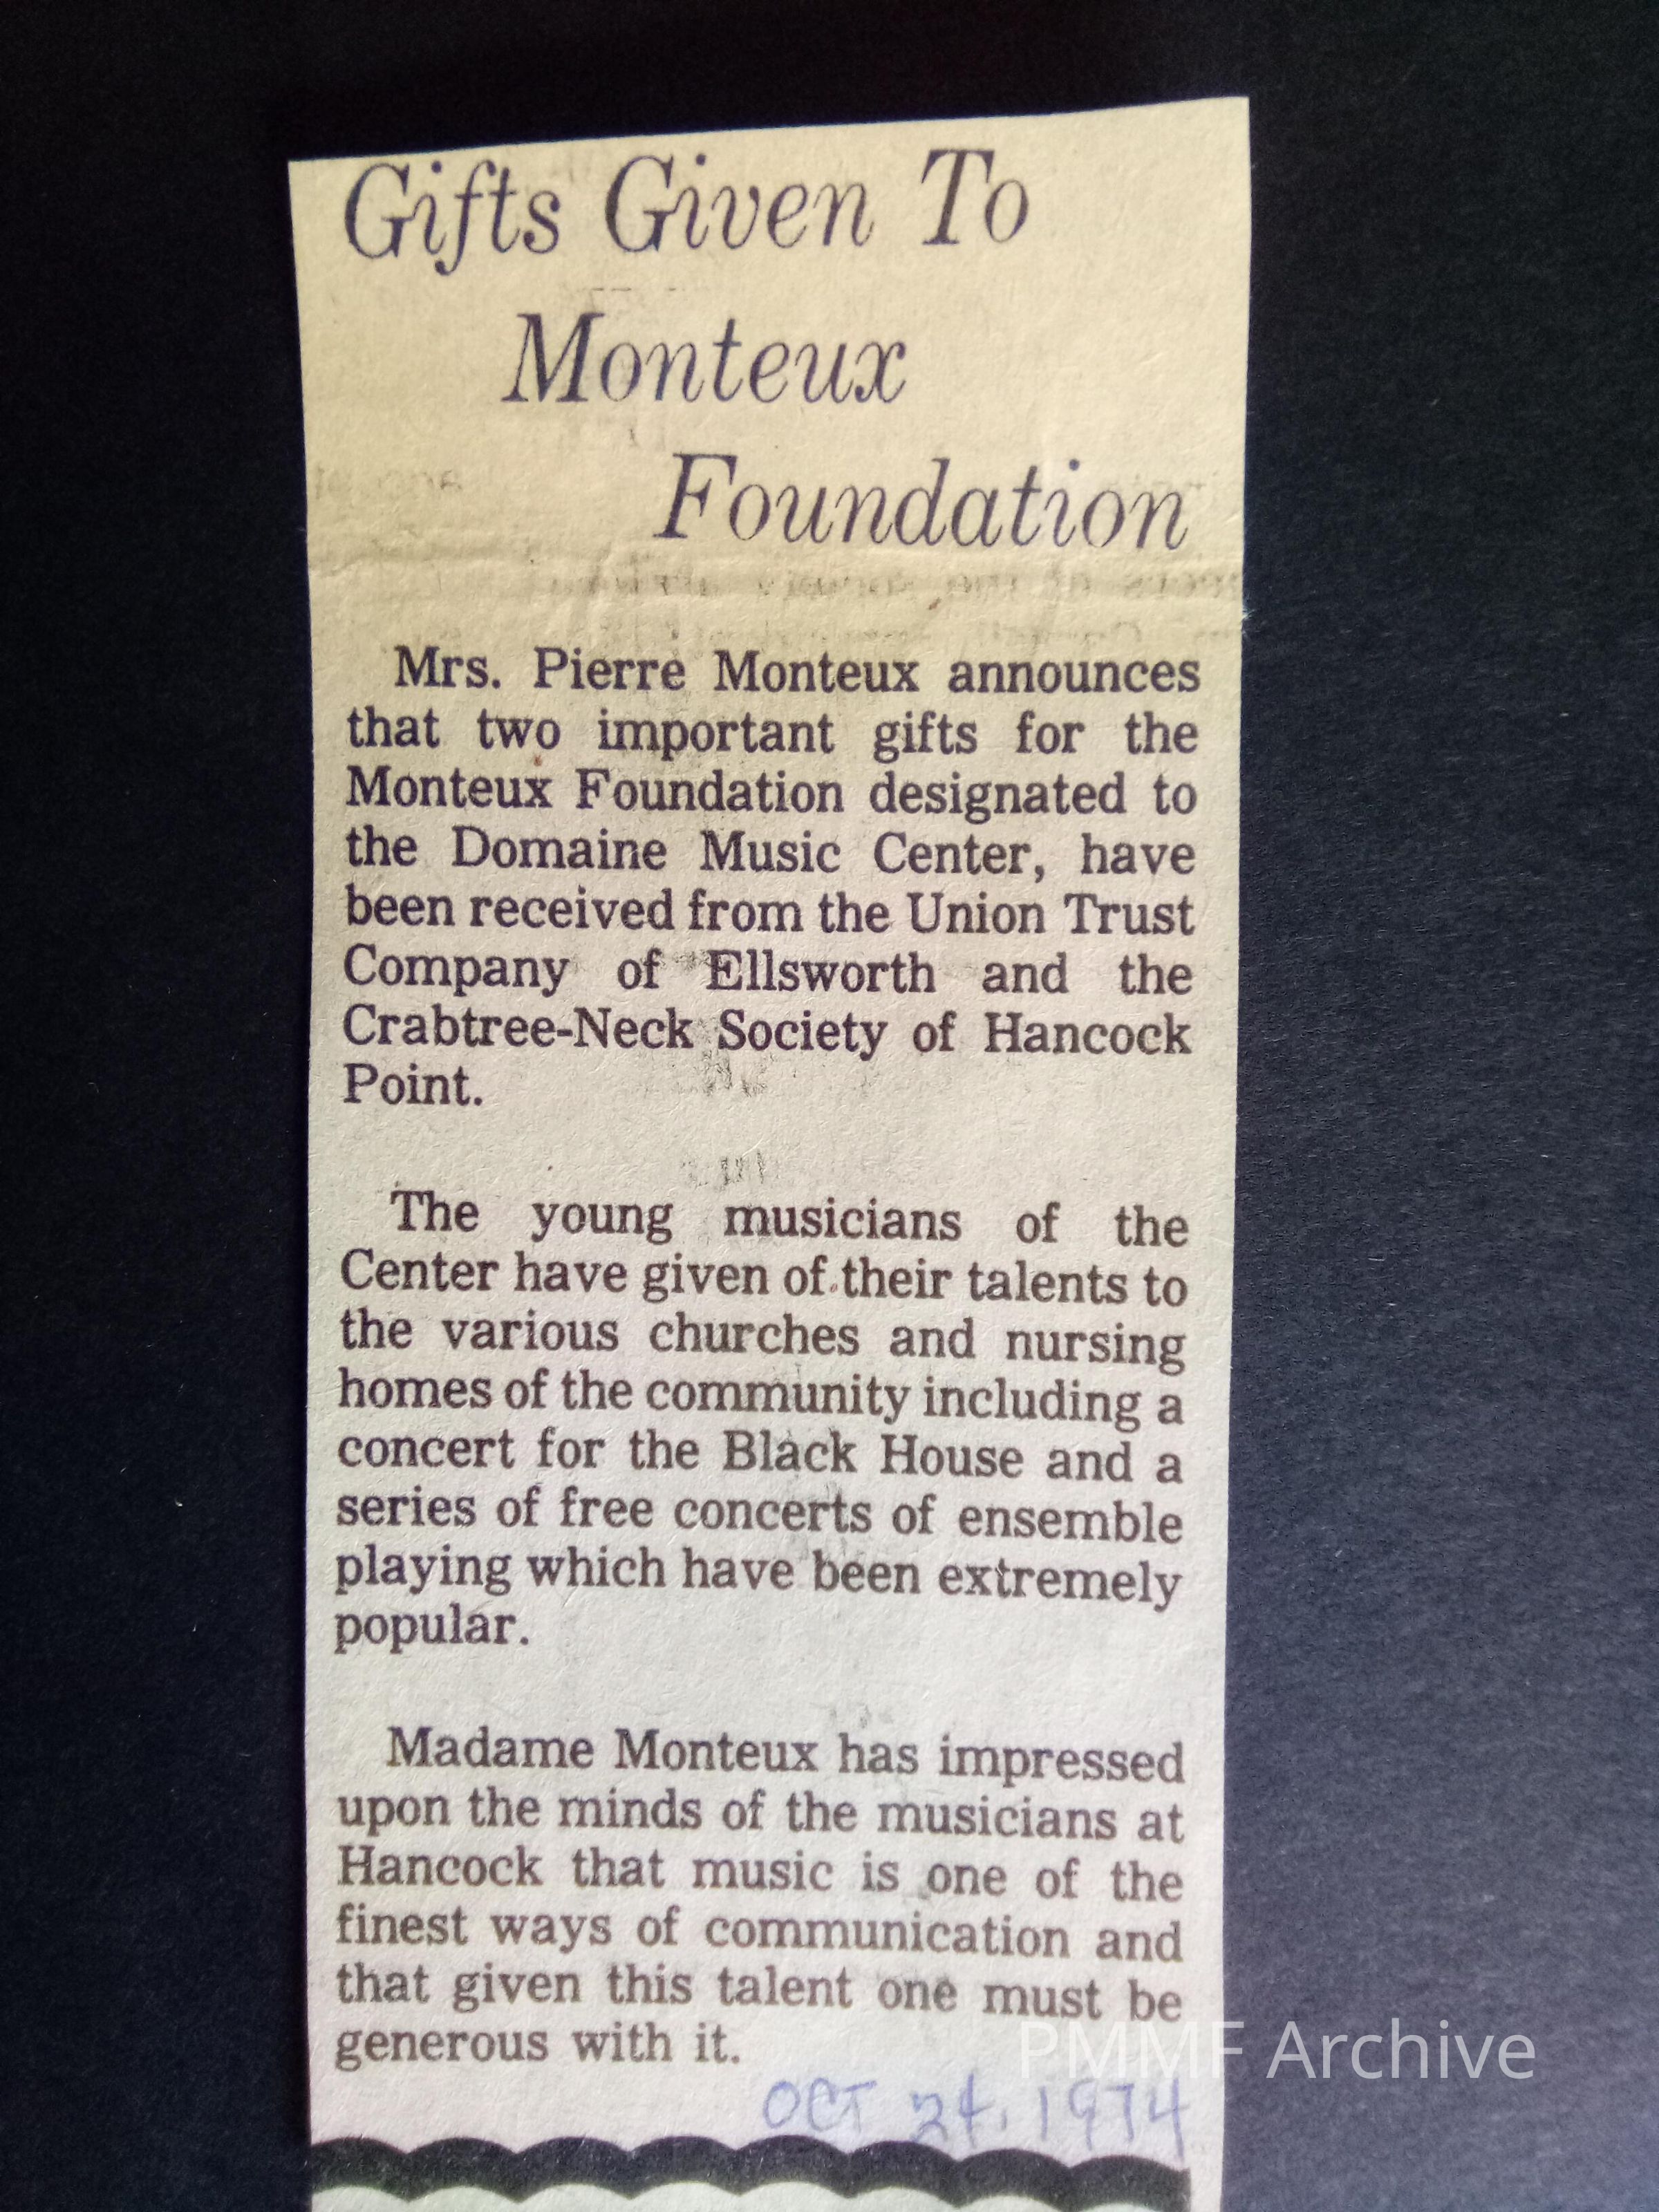 Gifts Given To
Monteux
Foundation
Mrs. Pierre Monteux announces
that two important gifts for the
Monteux Foundation designated to
the Domaine Music Center, have
been received from the Union Trust
Company of Ellsworth and the
Crabtree-Neck Society of Hancock
Point.
The young musicians of the
Center have given of their talents to
the various churches and nursing
homes of the community including a
concert for the Black House and a
series of free concerts of ensemble
playing which have been extremely
popular.
Madame Monteux has impressed
upon the minds of the musicians at
Hancock that music is one of the
finest ways of communication and
that given this talent one must be
generous with it.
PMMF Archive
OCT 24, 1974